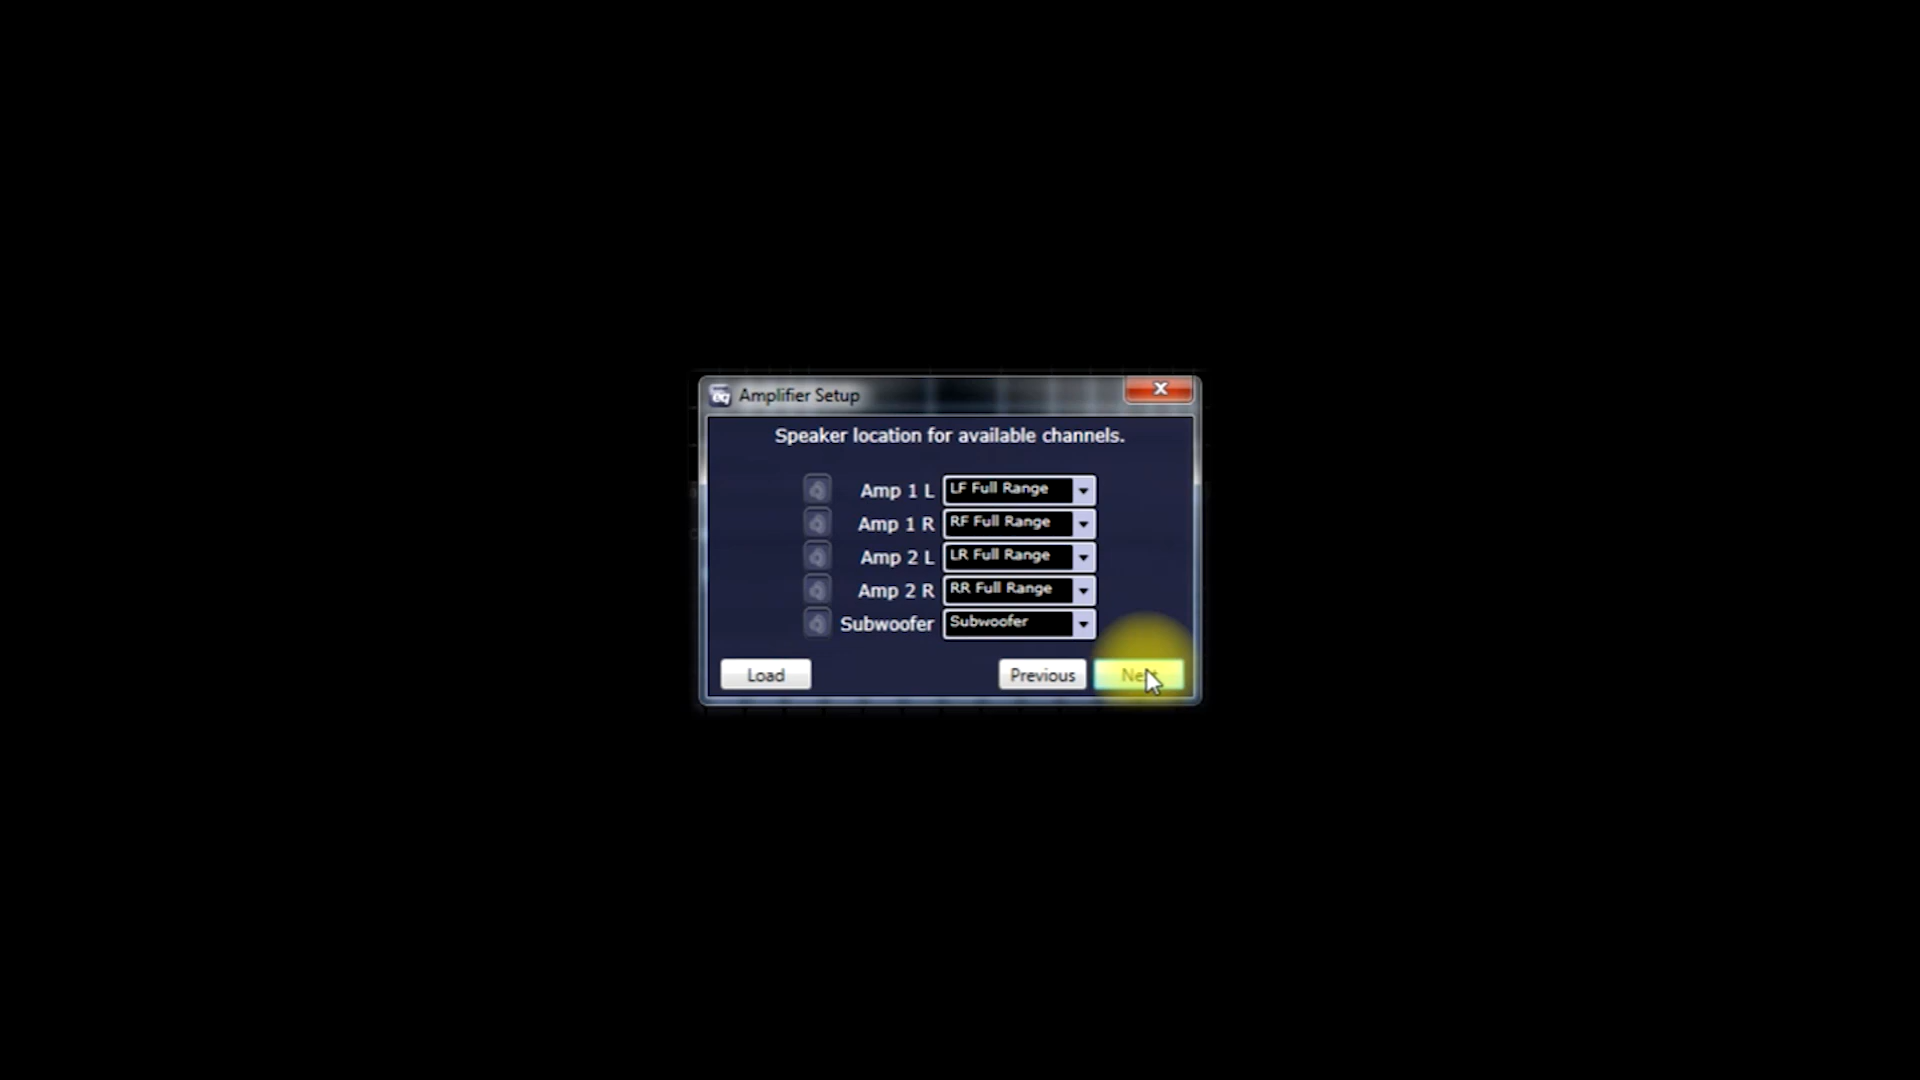 Amplifier Setup
Speaker location for available channels.
Amp 1 L LF Full Range
Amp 1 R RF Full Range
Amp 2 L LR Full Range
Amp 2 R RR Full Range
Subwoofer Subwoofer
Load Previous Next